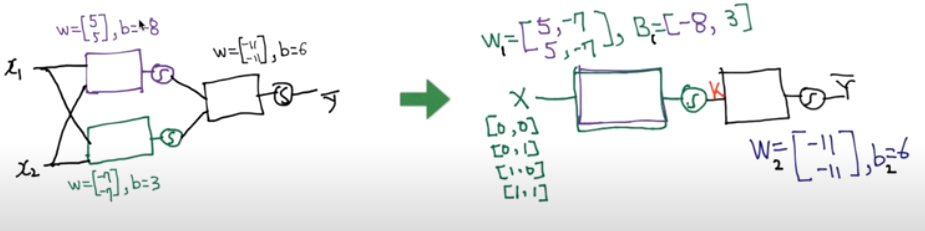 w=[5 5], b=-8
w=[-11 -11], b=6
x₁
S
S
S
ȳ
x₂
w=[-7 -7], b=3
W₁=[5,-7 5,-7], B₁=[-8, 3]
X
S
K
S
Ȳ
[0,0]
[0,1]
[1,0]
[1,1]
W₂=[-11 -11], b₂=6